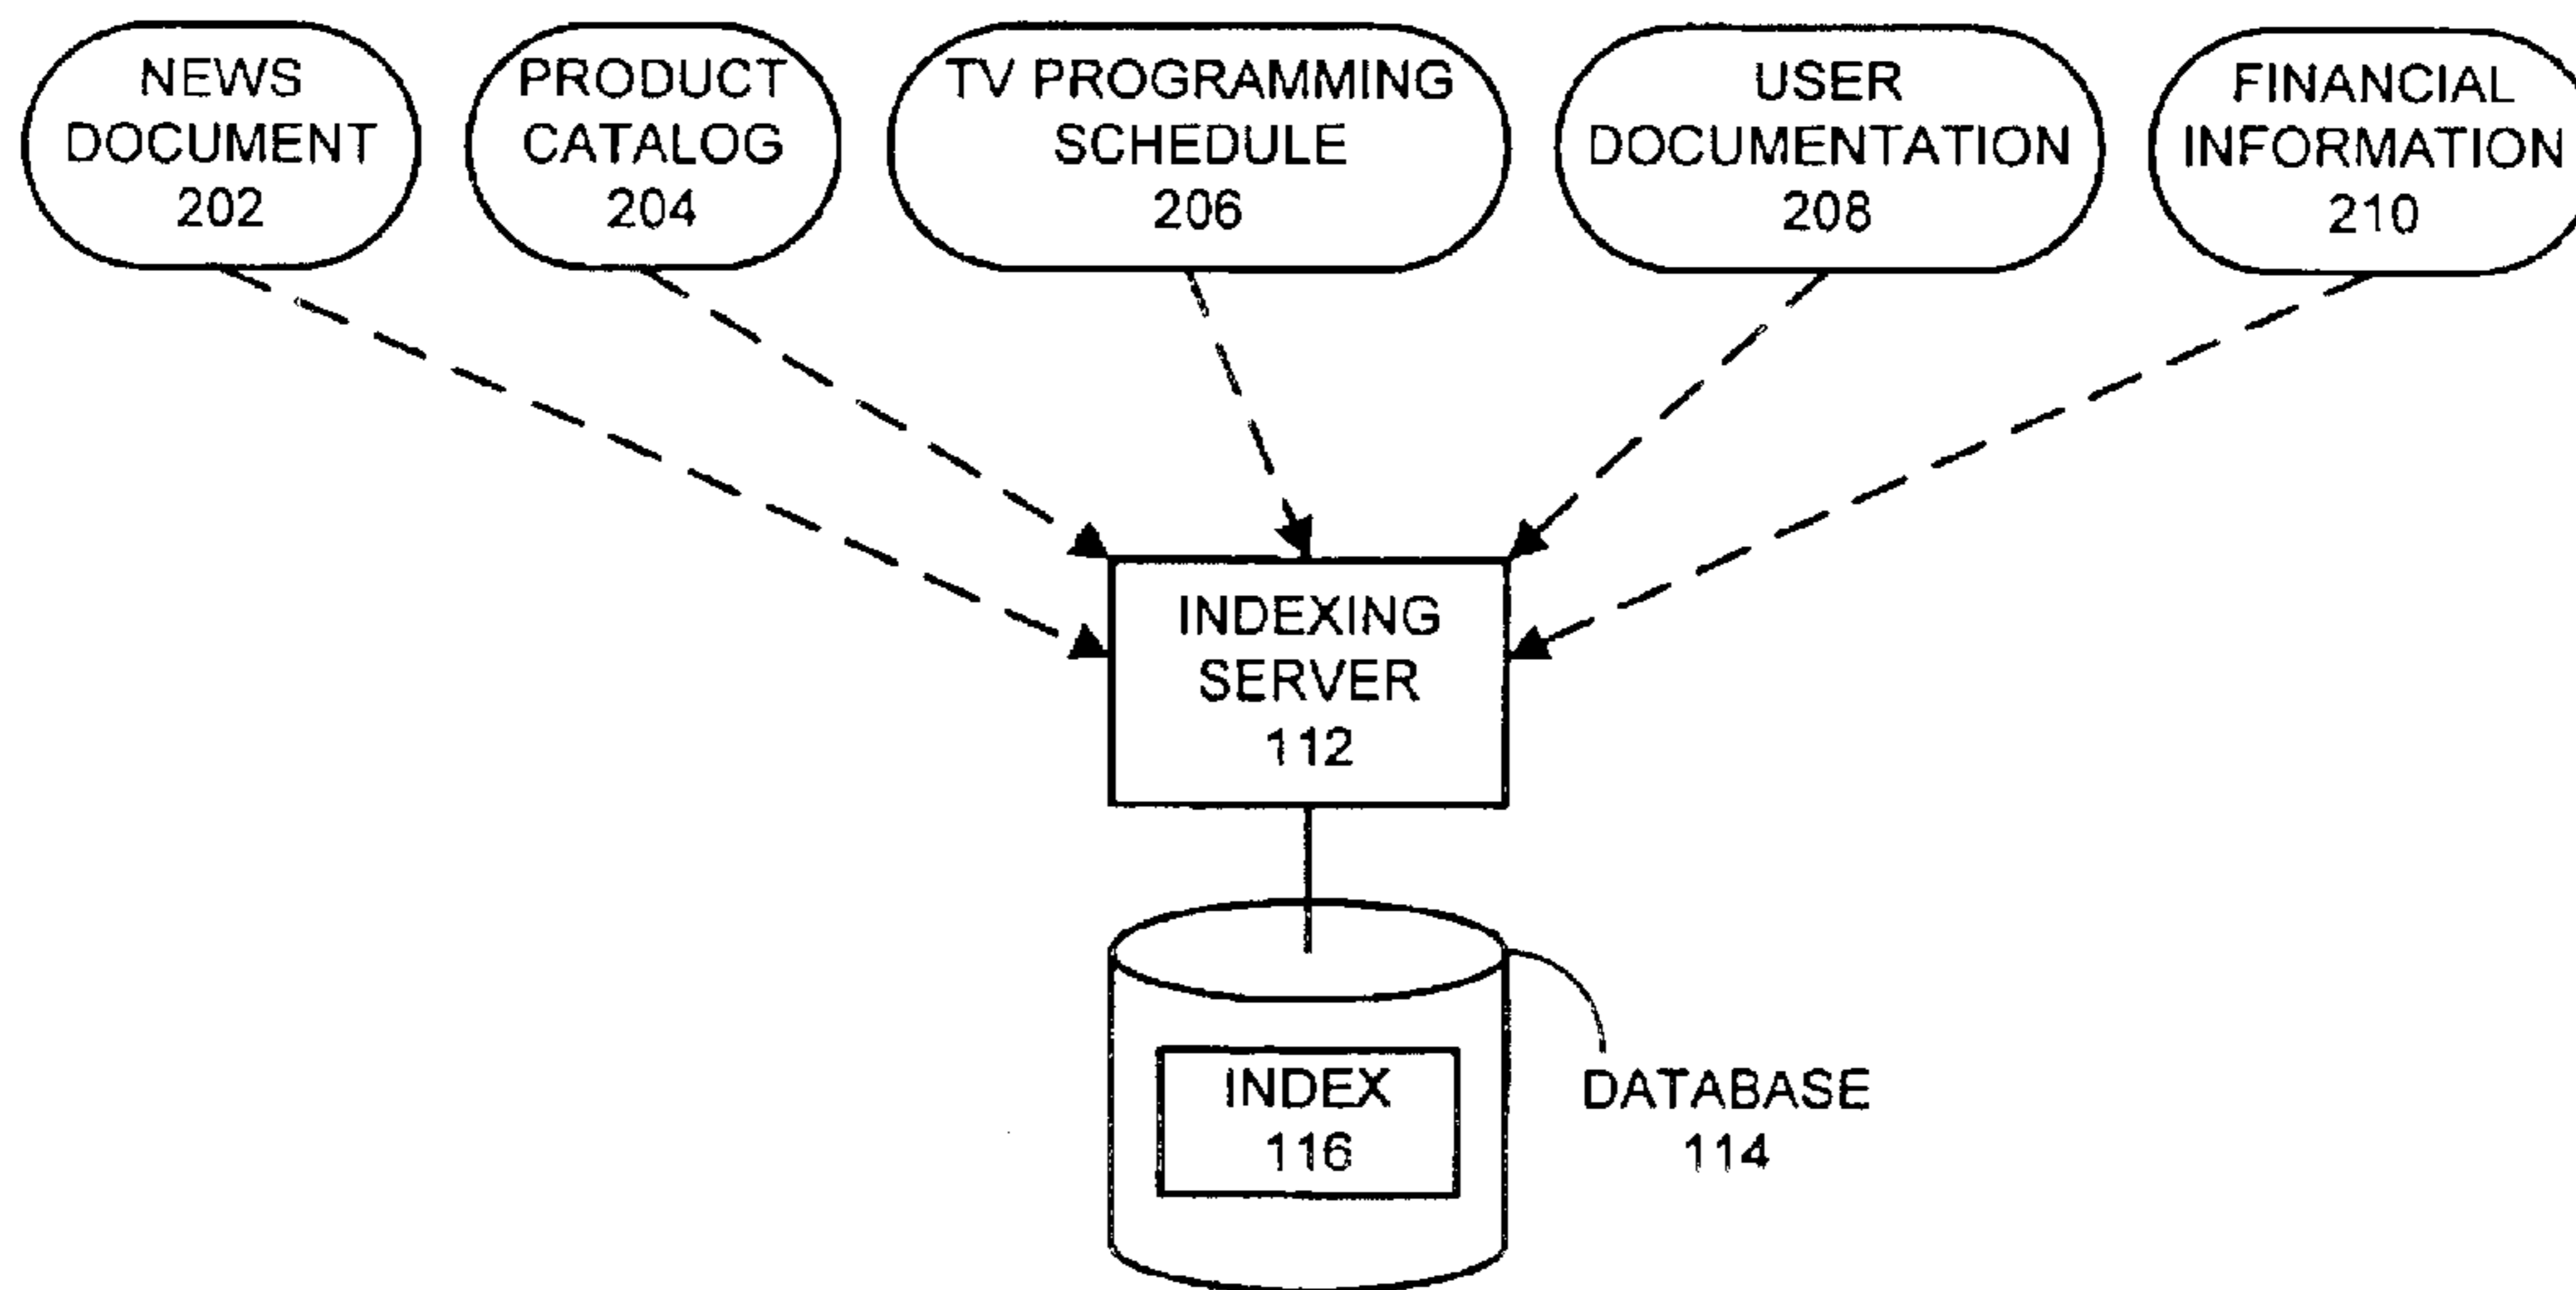 NEWS
DOCUMENT
202
PRODUCT
CATALOG
204
TV PROGRAMMING
SCHEDULE
206
USER
DOCUMENTATION
208
FINANCIAL
INFORMATION
210
INDEXING
SERVER
112
INDEX
116
DATABASE
114